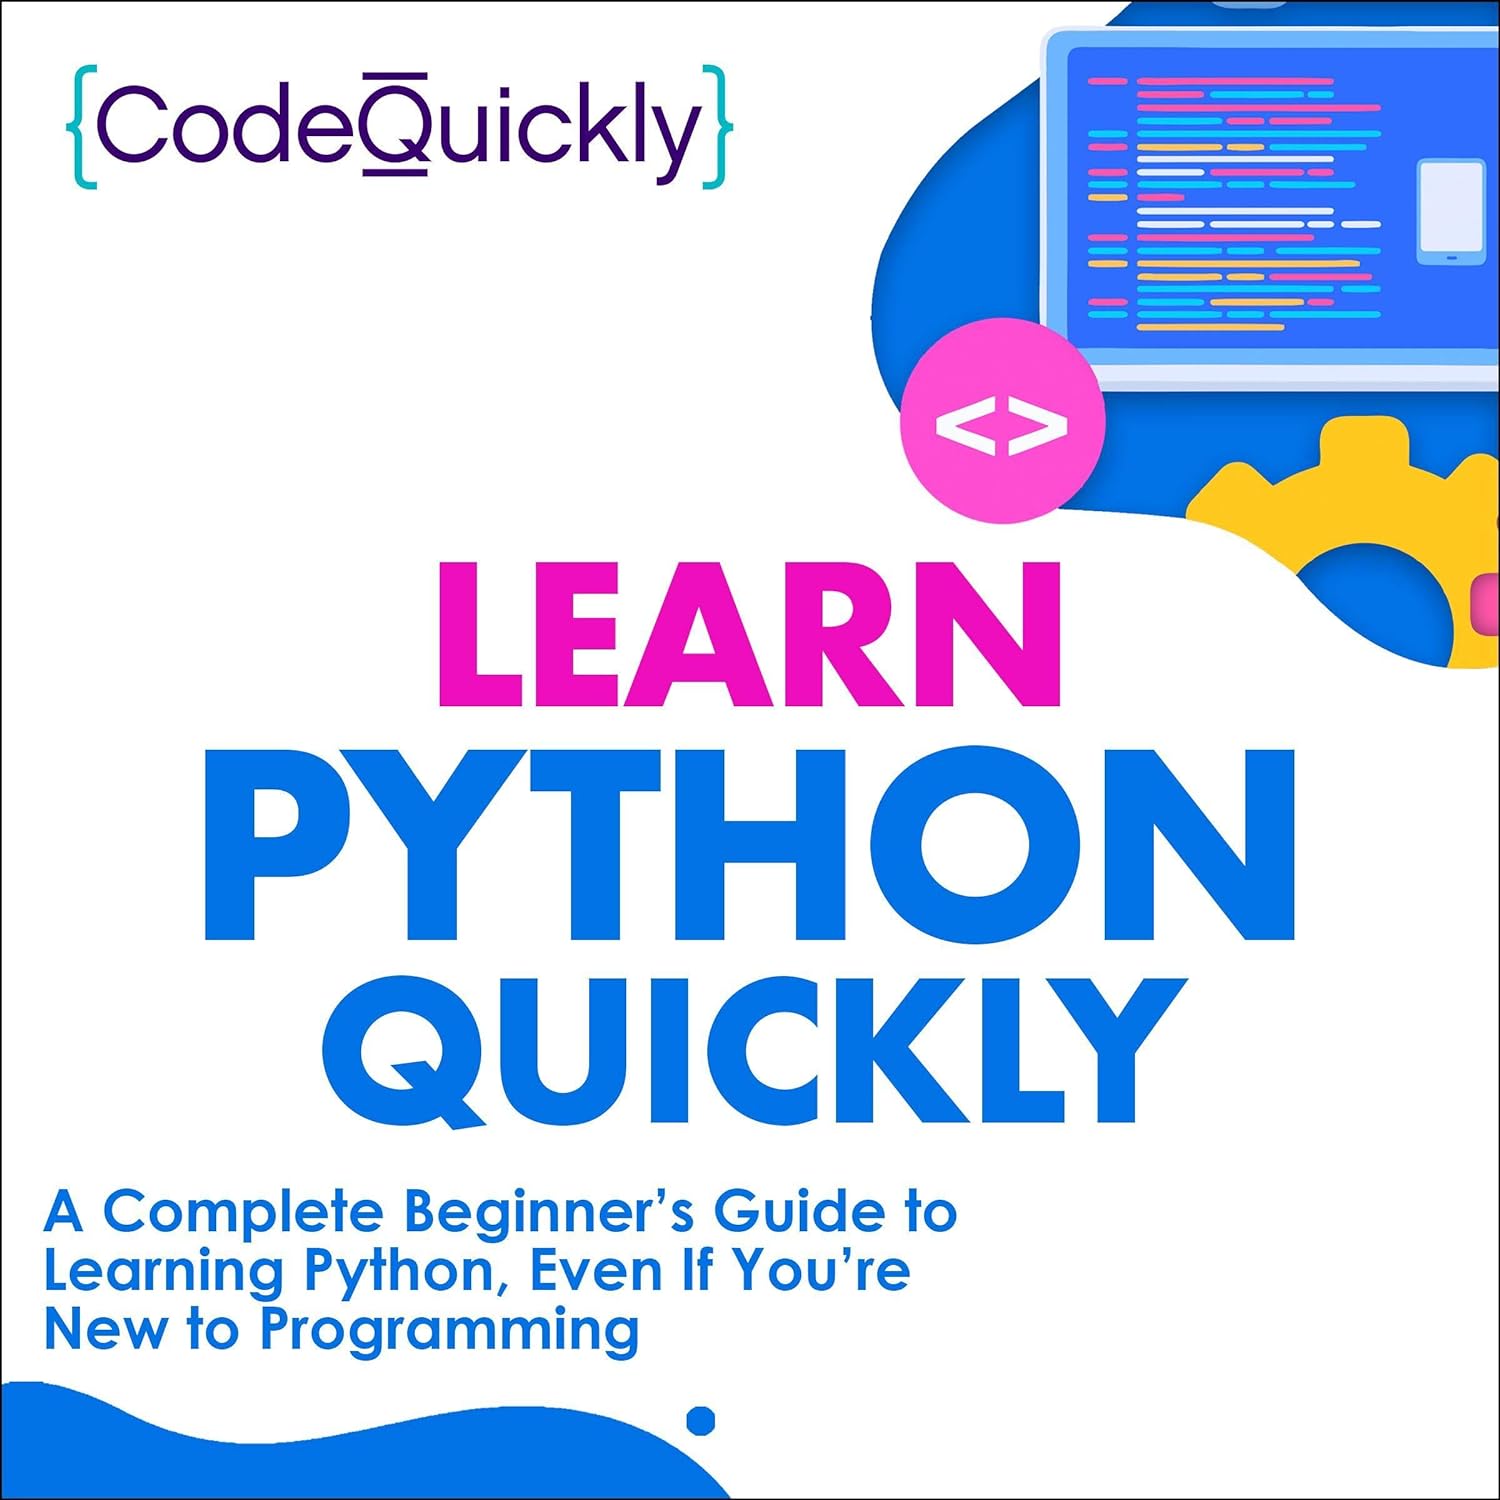 {CodeQuickly}
<>
LEARN
PYTHON
QUICKLY
A Complete Beginner’s Guide to
Learning Python, Even If You’re
New to Programming